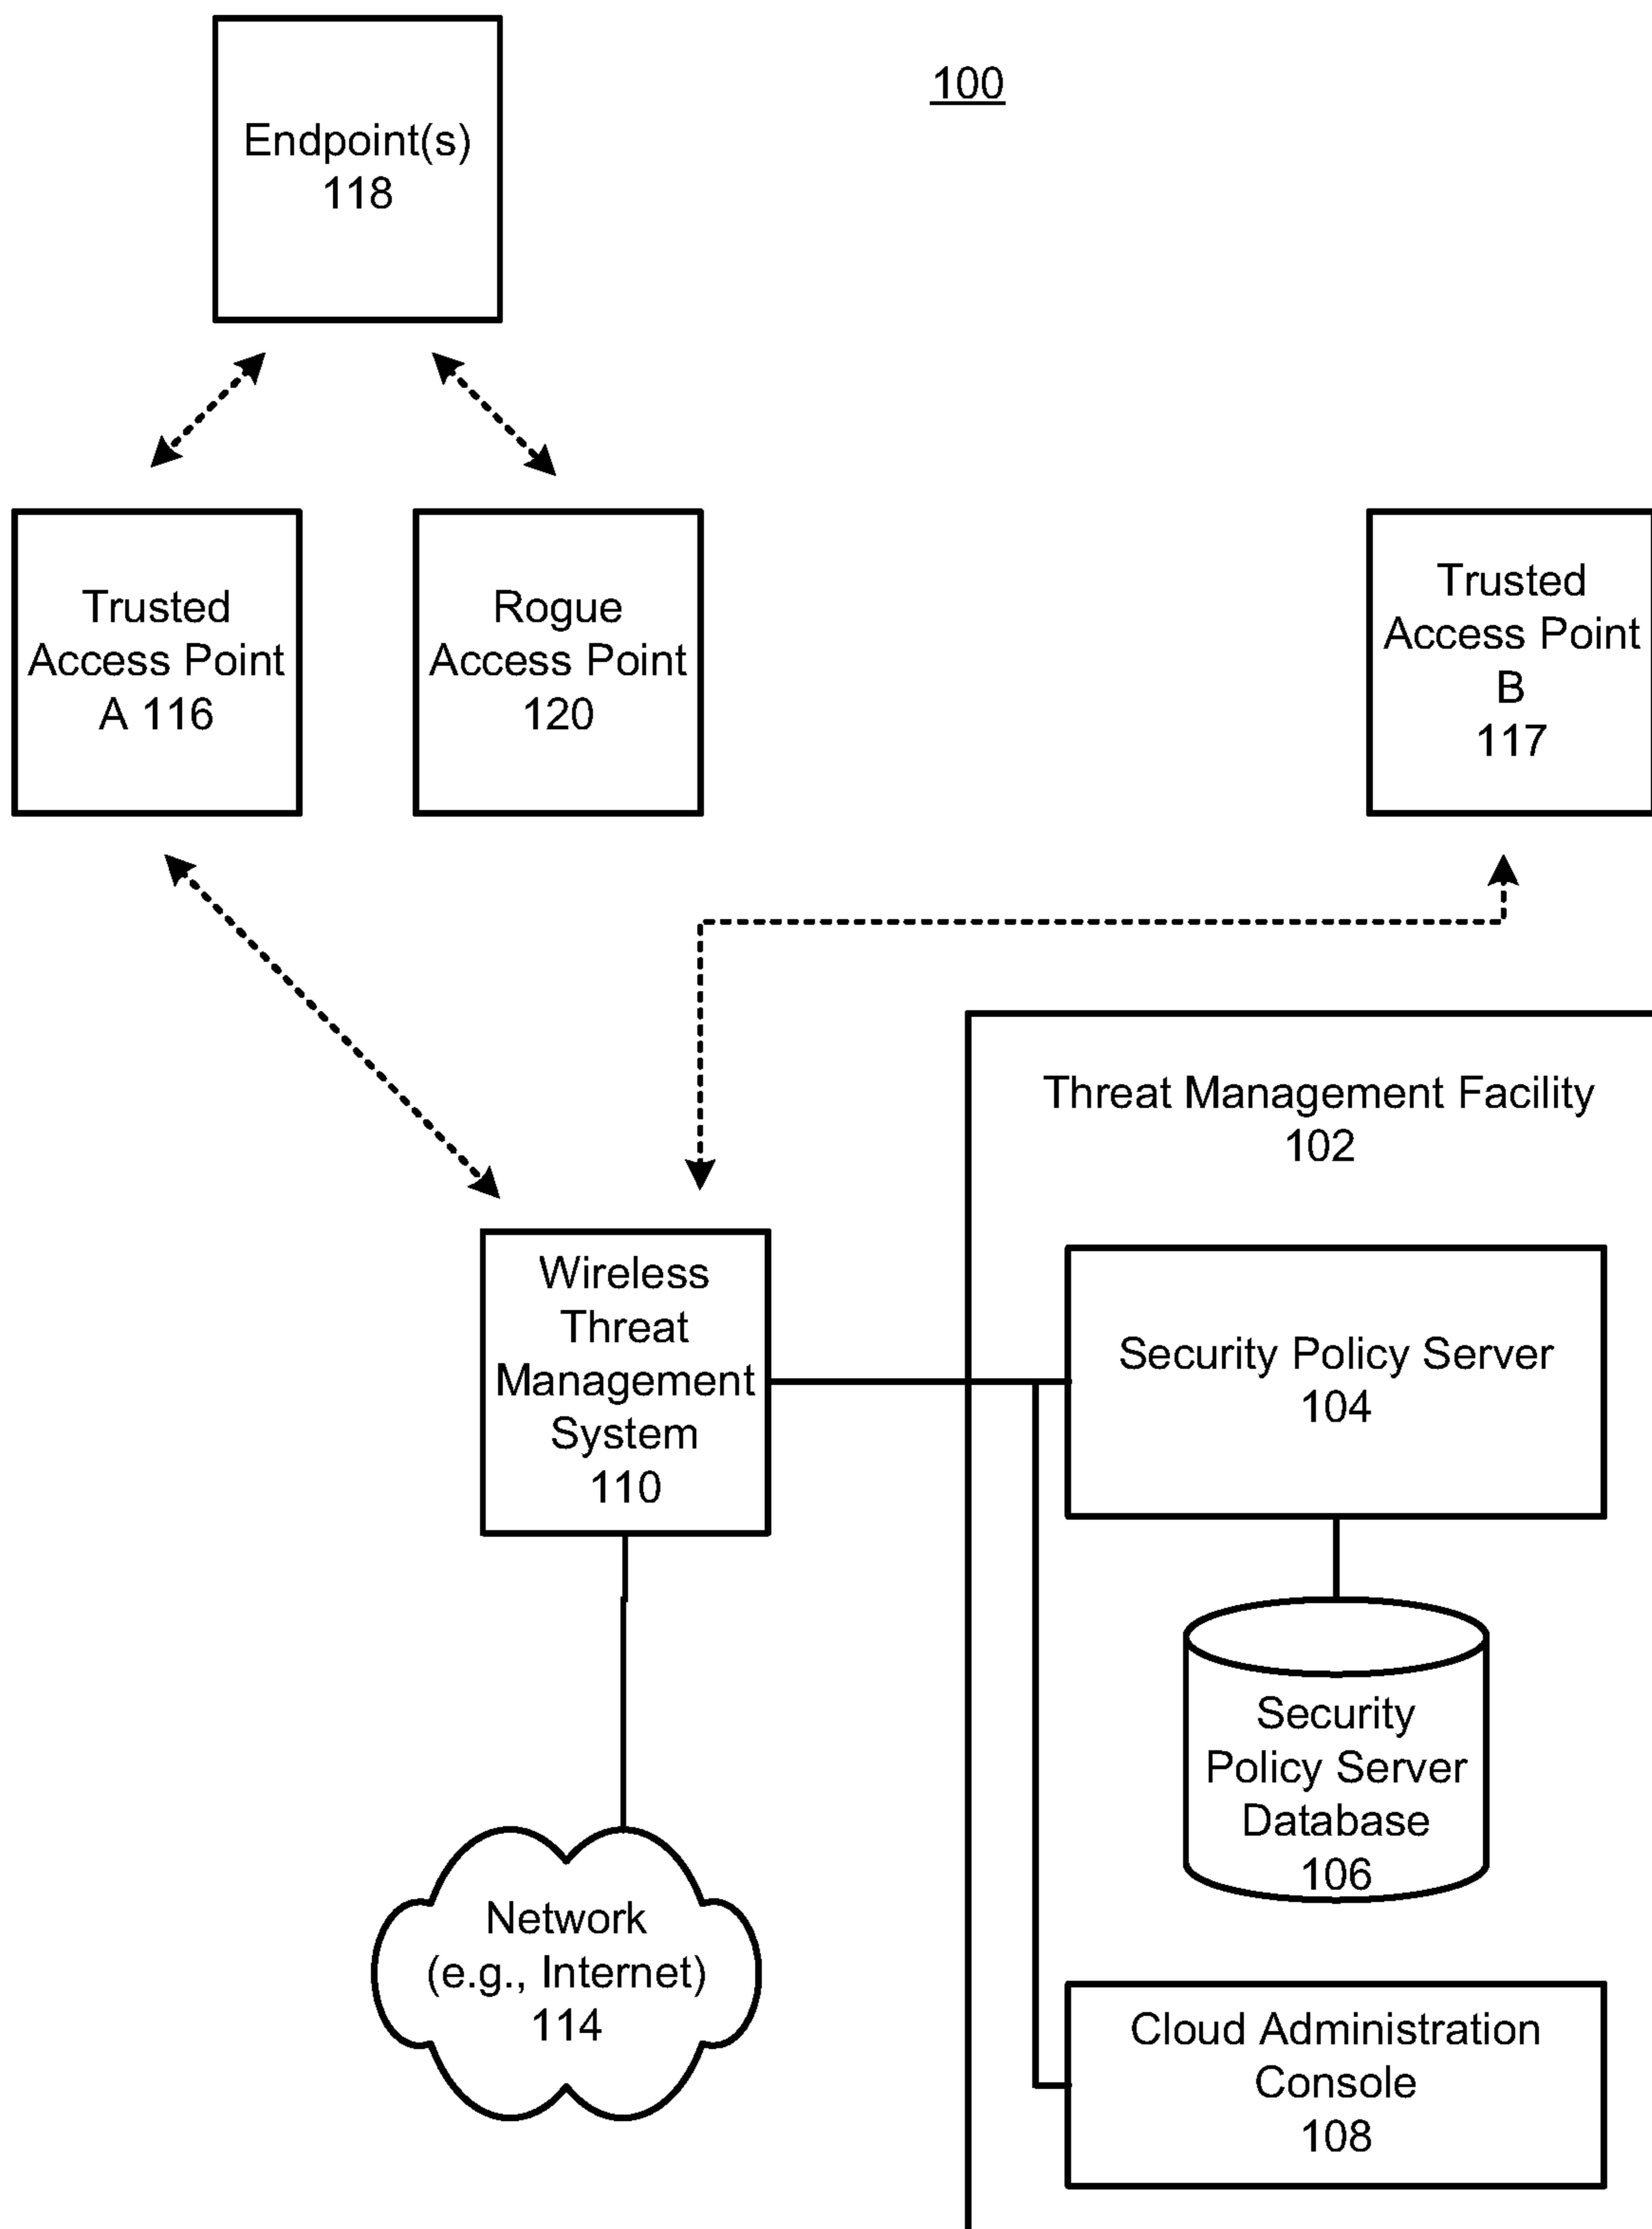 100
Endpoint(s)
118
Trusted
Access Point
A 116
Rogue
Access Point
120
Trusted
Access Point
B
117
Threat Management Facility
102
Wireless
Threat
Management
System
110
Security Policy Server
104
Security
Policy Server
Database
106
Network
(e.g., Internet)
114
Cloud Administration
Console
108